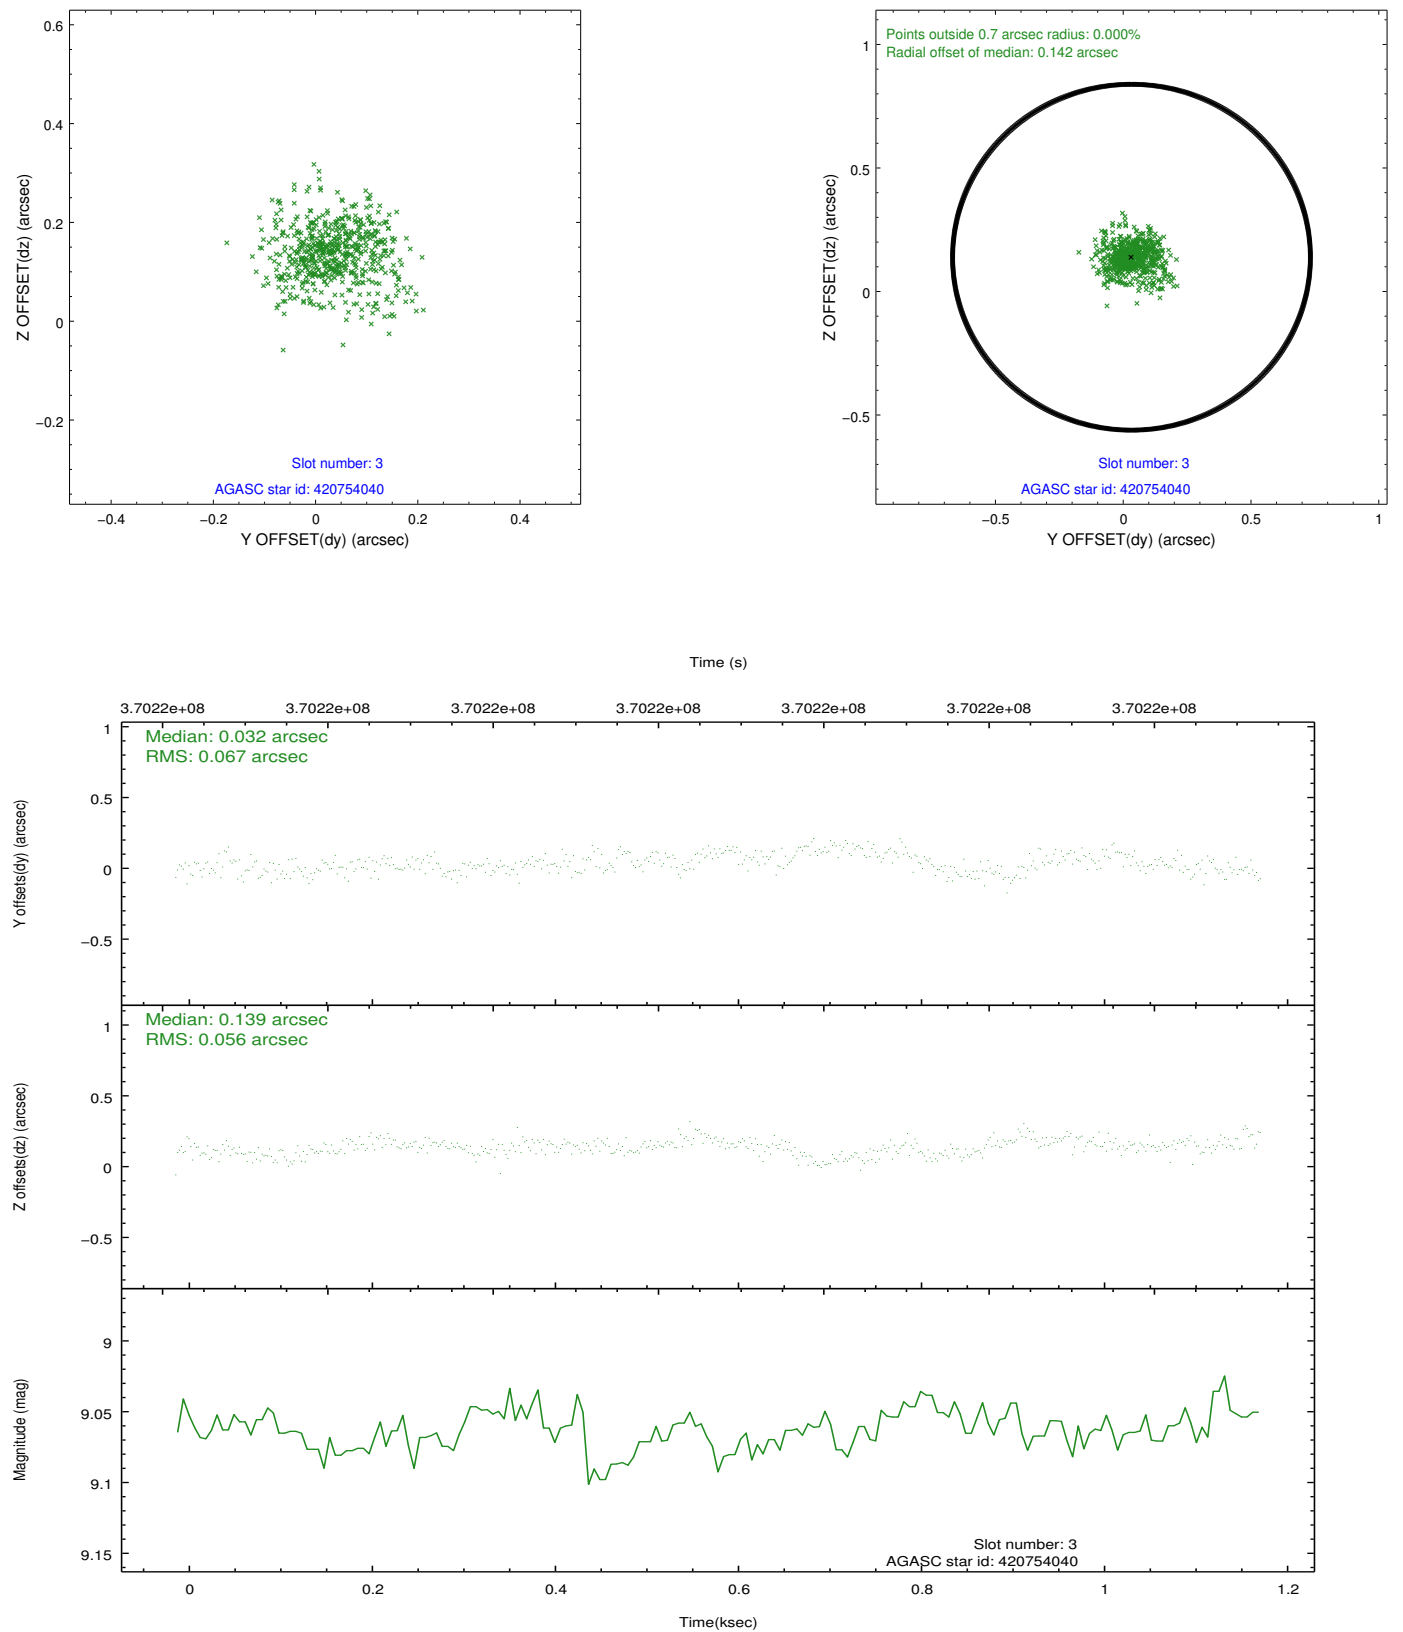 0.6
0.4
0.2
0
−0.2
Z OFFSET(dz) (arcsec)
Slot number: 3
AGASC star id: 420754040
−0.4 −0.2 0 0.2 0.4
Y OFFSET(dy) (arcsec)
Points outside 0.7 arcsec radius: 0.000%
Radial offset of median: 0.142 arcsec
1
0.5
0
−0.5
Z OFFSET(dz) (arcsec)
Slot number: 3
AGASC star id: 420754040
−0.5 0 0.5 1
Y OFFSET(dy) (arcsec)
Time (s)
3.7022e+08 3.7022e+08 3.7022e+08 3.7022e+08 3.7022e+08 3.7022e+08 3.7022e+08
Median: 0.032 arcsec
RMS: 0.067 arcsec
1
0.5
0
−0.5
Y offsets(dy) (arcsec)
Median: 0.139 arcsec
RMS: 0.056 arcsec
1
0.5
0
−0.5
Z offsets(dz) (arcsec)
9
9.05
9.1
9.15
Magnitude (mag)
Slot number: 3
AGASC star id: 420754040
0 0.2 0.4 0.6 0.8 1 1.2
Time(ksec)